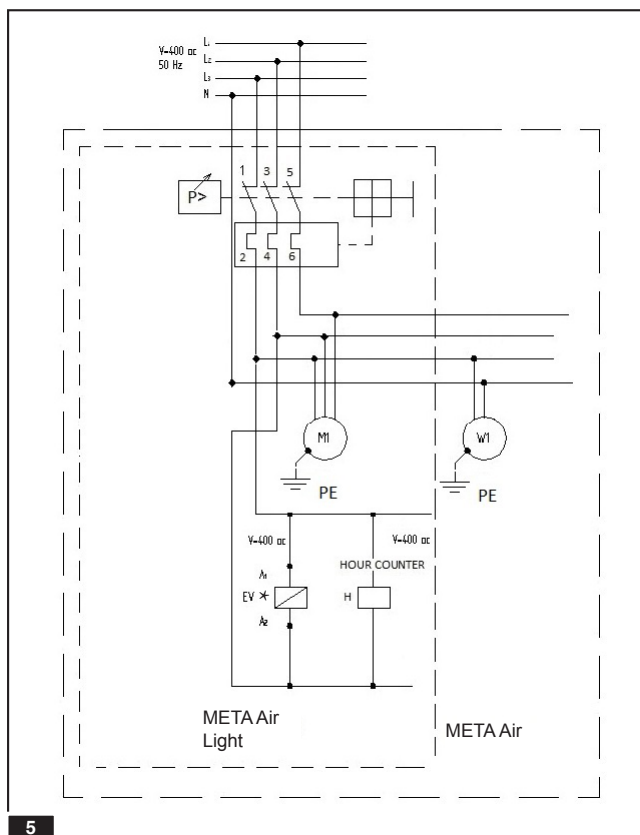 L1
V=400 ac
L2
50 Hz
L3
N
1 3 5
P>
2 4 6
M1
W1
PE
PE
V=400 ac
V=400 ac
A1
HOUR COUNTER
EV
H
A2
META Air
Light
META Air
5